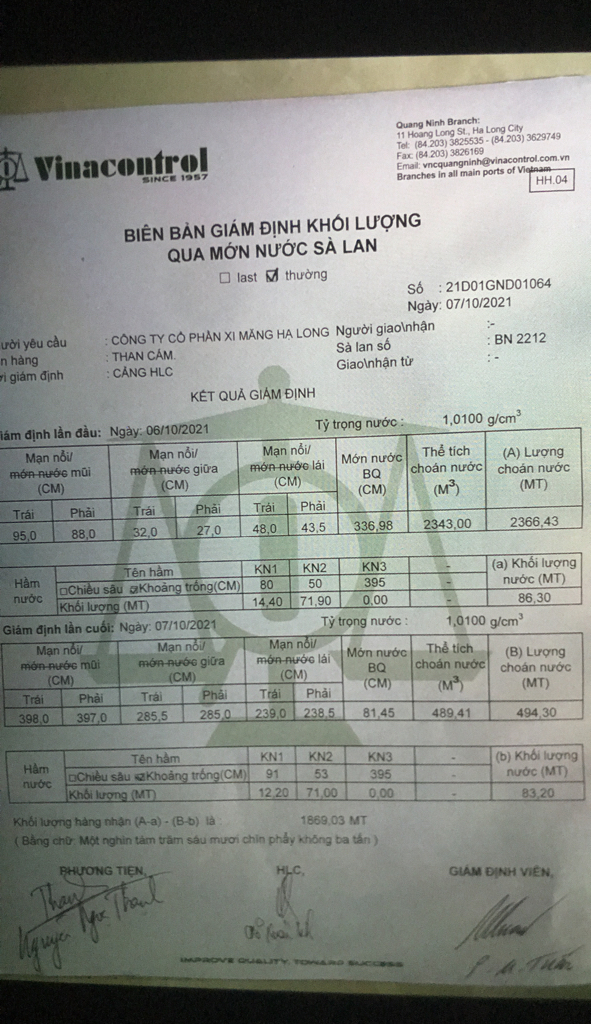 Vinacontrol
SINCE 1957
Quang Ninh Branch:
11 Hoang Long St., Ha Long City
Tel: (84.203) 3825535 - (84.203) 3629749
Fax: (84.203) 3826169
Email: vncquangninh@vinacontrol.com.vn
Branches in all main ports of Vietnam
HH.04
BIÊN BẢN GIÁM ĐỊNH KHỐI LƯỢNG
QUA MỚN NƯỚC SÀ LAN
☐ last ☑ thường
Số : 21D01GND01064
Ngày: 07/10/2021
ười yêu cầu : CÔNG TY CỔ PHẦN XI MĂNG HẠ LONG Người giao\nhận :-
n hàng : THAN CÁM. Sà lan số : BN 2212
ơi giám định : CẢNG HLC Giao\nhận từ : -
KẾT QUẢ GIÁM ĐỊNH
iám định lần đầu: Ngày: 06/10/2021 Tỷ trọng nước : 1,0100 g/cm³
Mạn nổi/ mớn nước mũi (CM) Mạn nổi/ mớn nước giữa (CM) Mạn nổi/ mớn nước lái (CM) Mớn nước BQ (CM) Thể tích choán nước (M³) (A) Lượng choán nước (MT)
Trái Phải Trái Phải Trái Phải
95,0 88,0 32,0 27,0 48,0 43,5 336,98 2343,00 2366,43
Hầm nước Tên hầm KN1 KN2 KN3 - (a) Khối lượng nước (MT)
☐Chiều sâu ☑Khoảng trống(CM) 80 50 395 -
Khối lượng (MT) 14,40 71,90 0,00 86,30
Giám định lần cuối: Ngày: 07/10/2021 Tỷ trọng nước : 1,0100 g/cm³
Mạn nổi/ mớn nước mũi (CM) Mạn nổi/ mớn nước giữa (CM) Mạn nổi/ mớn nước lái (CM) Mớn nước BQ (CM) Thể tích choán nước (M³) (B) Lượng choán nước (MT)
Trái Phải Trái Phải Trái Phải
398,0 397,0 285,5 285,0 239,0 238,5 81,45 489,41 494,30
Hầm nước Tên hầm KN1 KN2 KN3 - (b) Khối lượng nước (MT)
☐Chiều sâu ☑Khoảng trống(CM) 91 53 395 -
Khối lượng (MT) 12,20 71,00 0,00 83,20
Khối lượng hàng nhận (A-a) - (B-b) là : 1869,03 MT
( Bằng chữ: Một nghìn tám trăm sáu mươi chín phẩy không ba tấn )
PHƯƠNG TIỆN, HLC, GIÁM ĐỊNH VIÊN,
Nguyen Ngoc Thanh
IMPROVE QUALITY, TOWARD SUCCESS